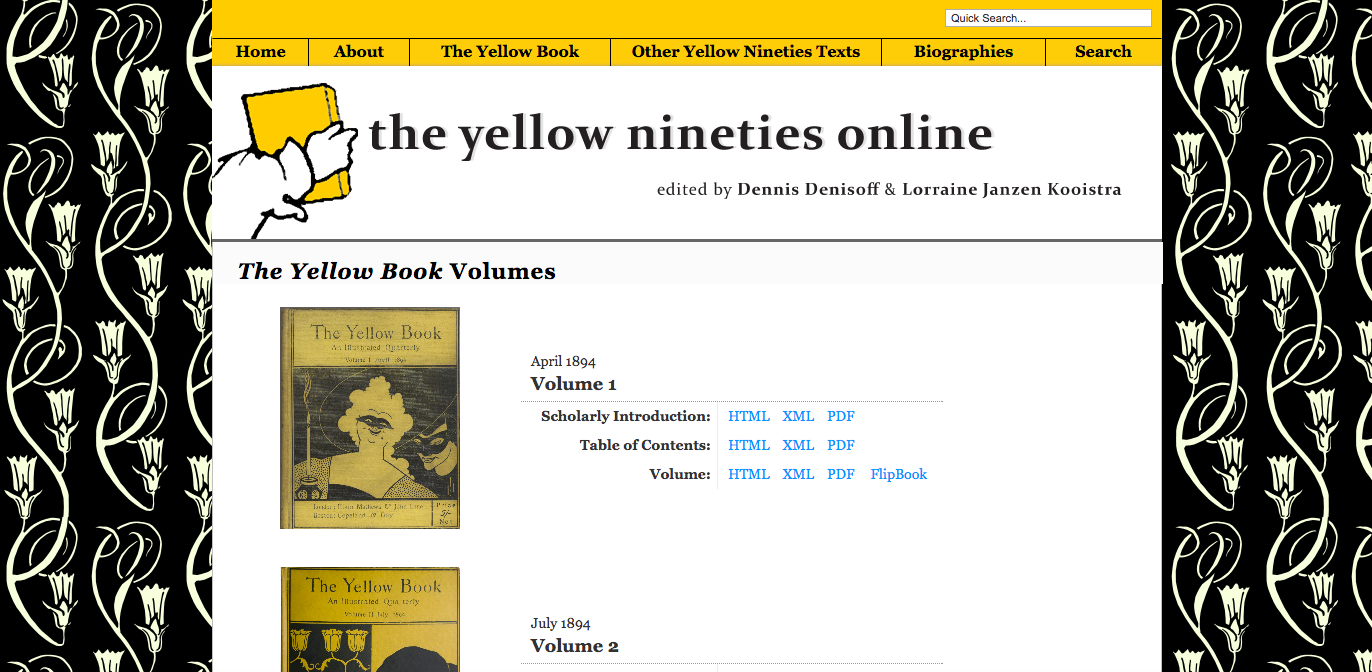 Quick Search...
Home About The Yellow Book Other Yellow Nineties Texts Biographies Search
the yellow nineties online
edited by Dennis Denisoff & Lorraine Janzen Kooistra
The Yellow Book Volumes
The Yellow Book
An Illustrated Quarterly
Volume I April 1894
London: Elkin Mathews & John Lane
Boston: Copeland & Day
Price
5/-
Net
April 1894
Volume 1
Scholarly Introduction: HTML XML PDF
Table of Contents: HTML XML PDF
Volume: HTML XML PDF FlipBook
The Yellow Book
An Illustrated Quarterly
Volume II July, 1894
July 1894
Volume 2